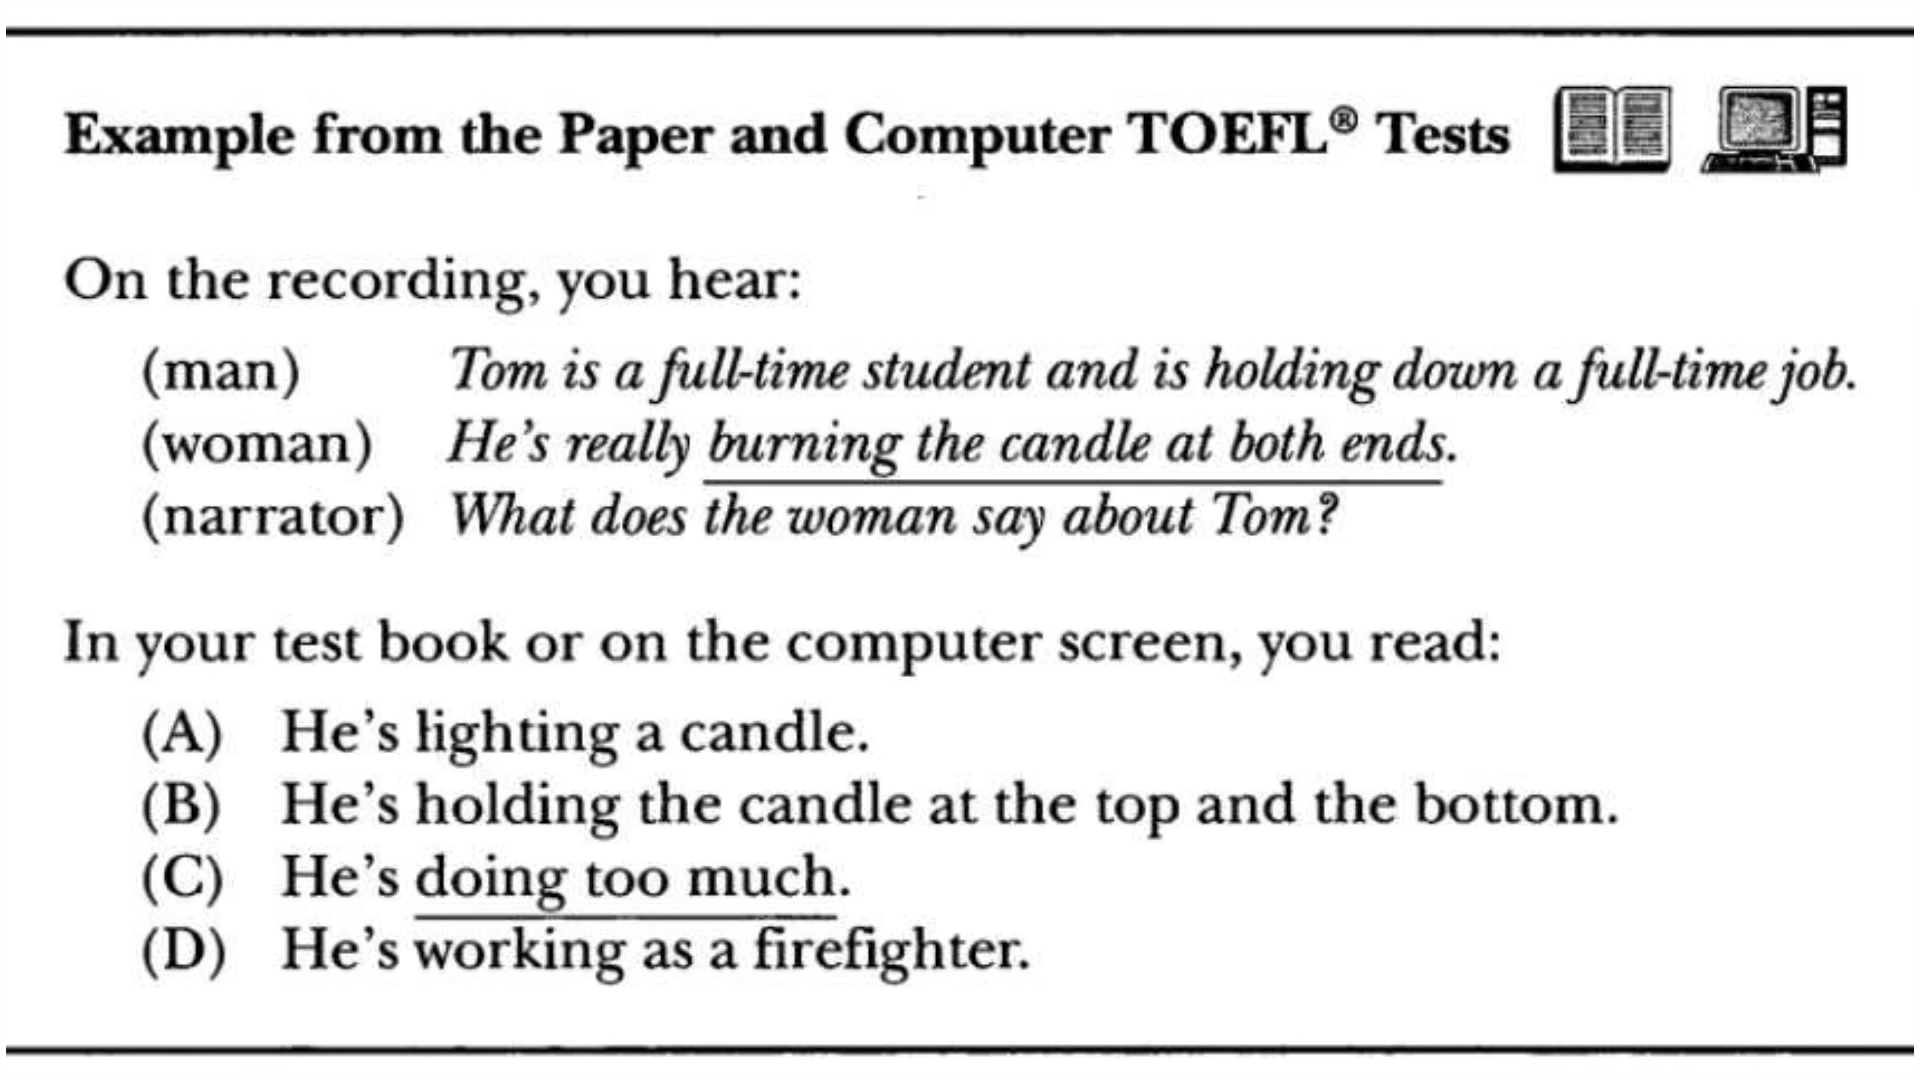 Example from the Paper and Computer TOEFL® Tests
On the recording, you hear:
(man) Tom is a full-time student and is holding down a full-time job.
(woman) He's really burning the candle at both ends.
(narrator) What does the woman say about Tom?
In your test book or on the computer screen, you read:
(A) He's lighting a candle.
(B) He's holding the candle at the top and the bottom.
(C) He's doing too much.
(D) He's working as a firefighter.